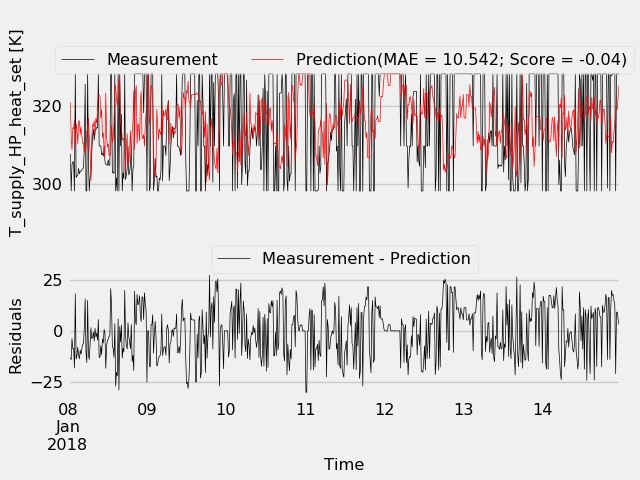 T_supply_HP_heat_set [K]
Measurement
Prediction(MAE = 10.542; Score = -0.04)
320
300
Measurement - Prediction
Residuals
25
0
−25
08
Jan
2018
09
10
11
12
13
14
Time